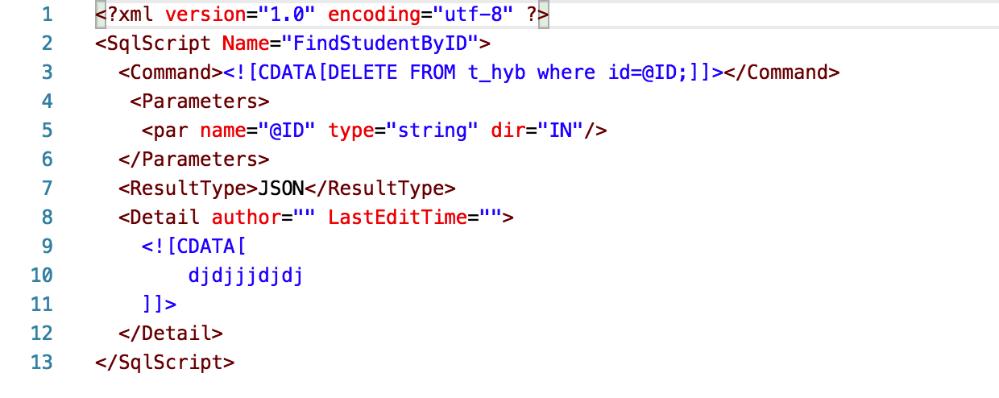 1 <?xml version="1.0" encoding="utf-8" ?>
2 <SqlScript Name="FindStudentByID">
3 <Command><![CDATA[DELETE FROM t_hyb where id=@ID;]]></Command>
4 <Parameters>
5 <par name="@ID" type="string" dir="IN"/>
6 </Parameters>
7 <ResultType>JSON</ResultType>
8 <Detail author="" LastEditTime="">
9 <![CDATA[
10 djdjjjdjdj
11 ]]>
12 </Detail>
13 </SqlScript>